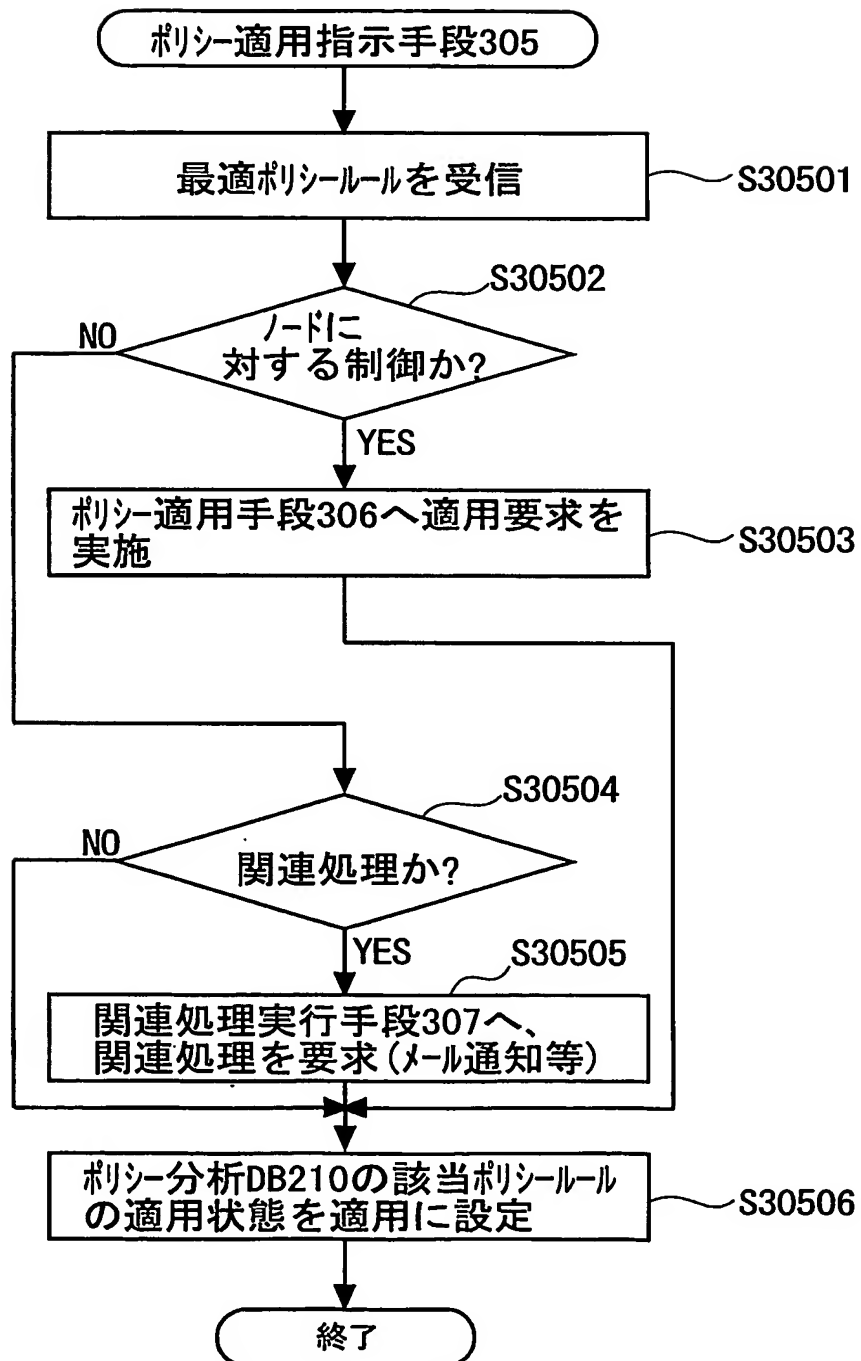 ﾎﾟﾘｼｰ適用指示手段305
最適ﾎﾟﾘｼｰﾙｰﾙを受信
S30501
S30502
NO
ﾉｰﾄﾞに
対する制御か?
YES
ﾎﾟﾘｼｰ適用手段306へ適用要求を
実施
S30503
S30504
NO
関連処理か?
YES
S30505
関連処理実行手段307へ、
関連処理を要求(ﾒｰﾙ通知等)
ﾎﾟﾘｼｰ分析DB210の該当ﾎﾟﾘｼｰﾙｰﾙ
の適用状態を適用に設定
S30506
終了